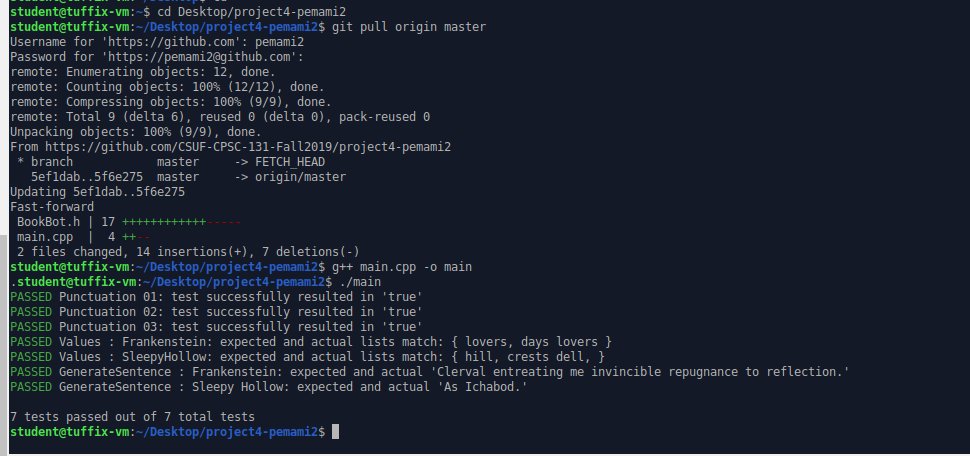 student@tuffix-vm:~$ cd Desktop/project4-pemami2
student@tuffix-vm:~/Desktop/project4-pemami2$ git pull origin master
Username for 'https://github.com': pemami2
Password for 'https://pemami2@github.com':
remote: Enumerating objects: 12, done.
remote: Counting objects: 100% (12/12), done.
remote: Compressing objects: 100% (9/9), done.
remote: Total 9 (delta 6), reused 0 (delta 0), pack-reused 0
Unpacking objects: 100% (9/9), done.
From https://github.com/CSUF-CPSC-131-Fall2019/project4-pemami2
 * branch            master     -> FETCH_HEAD
   5ef1dab..5f6e275  master     -> origin/master
Updating 5ef1dab..5f6e275
Fast-forward
 BookBot.h | 17 ++++++++++++-----
 main.cpp  |  4 ++--
 2 files changed, 14 insertions(+), 7 deletions(-)
student@tuffix-vm:~/Desktop/project4-pemami2$ g++ main.cpp -o main
.student@tuffix-vm:~/Desktop/project4-pemami2$ ./main
PASSED Punctuation 01: test successfully resulted in 'true'
PASSED Punctuation 02: test successfully resulted in 'true'
PASSED Punctuation 03: test successfully resulted in 'true'
PASSED Values : Frankenstein: expected and actual lists match: { lovers, days lovers }
PASSED Values : SleepyHollow: expected and actual lists match: { hill, crests dell, }
PASSED GenerateSentence : Frankenstein: expected and actual 'Clerval entreating me invincible repugnance to reflection.'
PASSED GenerateSentence : Sleepy Hollow: expected and actual 'As Ichabod.'
7 tests passed out of 7 total tests
student@tuffix-vm:~/Desktop/project4-pemami2$